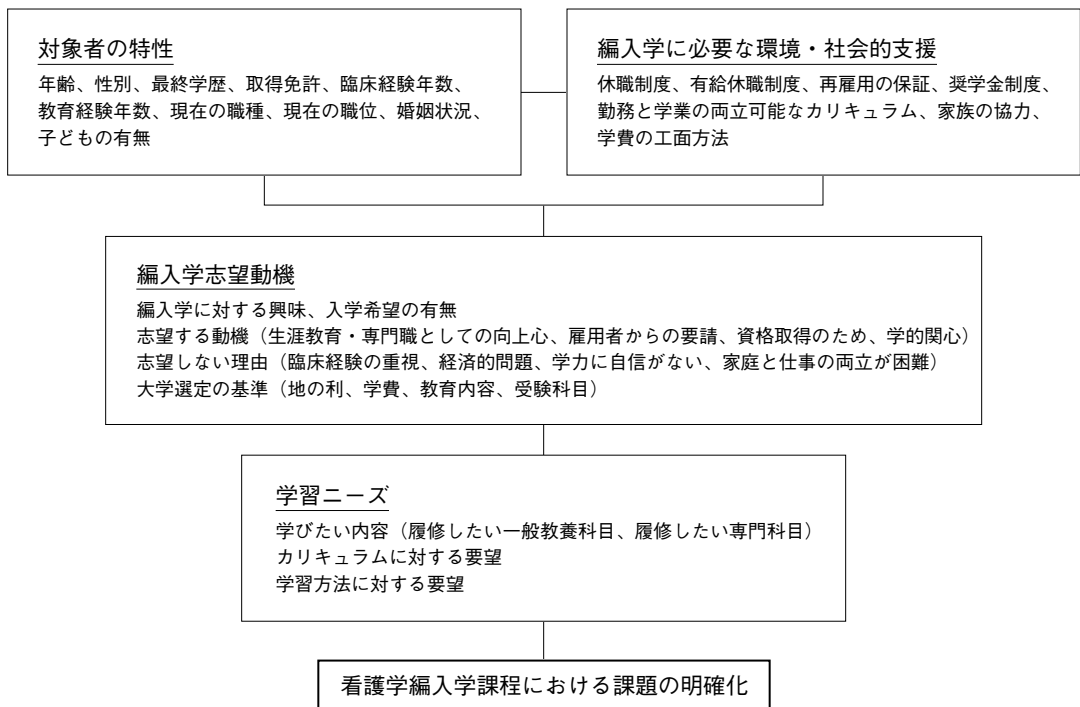 対象者の特性
年齢、性別、最終学歴、取得免許、臨床経験年数、
教育経験年数、現在の職種、現在の職位、婚姻状況、
子どもの有無
編入学に必要な環境・社会的支援
休職制度、有給休職制度、再雇用の保証、奨学金制度、
勤務と学業の両立可能なカリキュラム、家族の協力、
学費の工面方法
編入学志望動機
編入学に対する興味、入学希望の有無
志望する動機（生涯教育・専門職としての向上心、雇用者からの要請、資格取得のため、学的関心）
志望しない理由（臨床経験の重視、経済的問題、学力に自信がない、家庭と仕事の両立が困難）
大学選定の基準（地の利、学費、教育内容、受験科目）
学習ニーズ
学びたい内容（履修したい一般教養科目、履修したい専門科目）
カリキュラムに対する要望
学習方法に対する要望
看護学編入学課程における課題の明確化